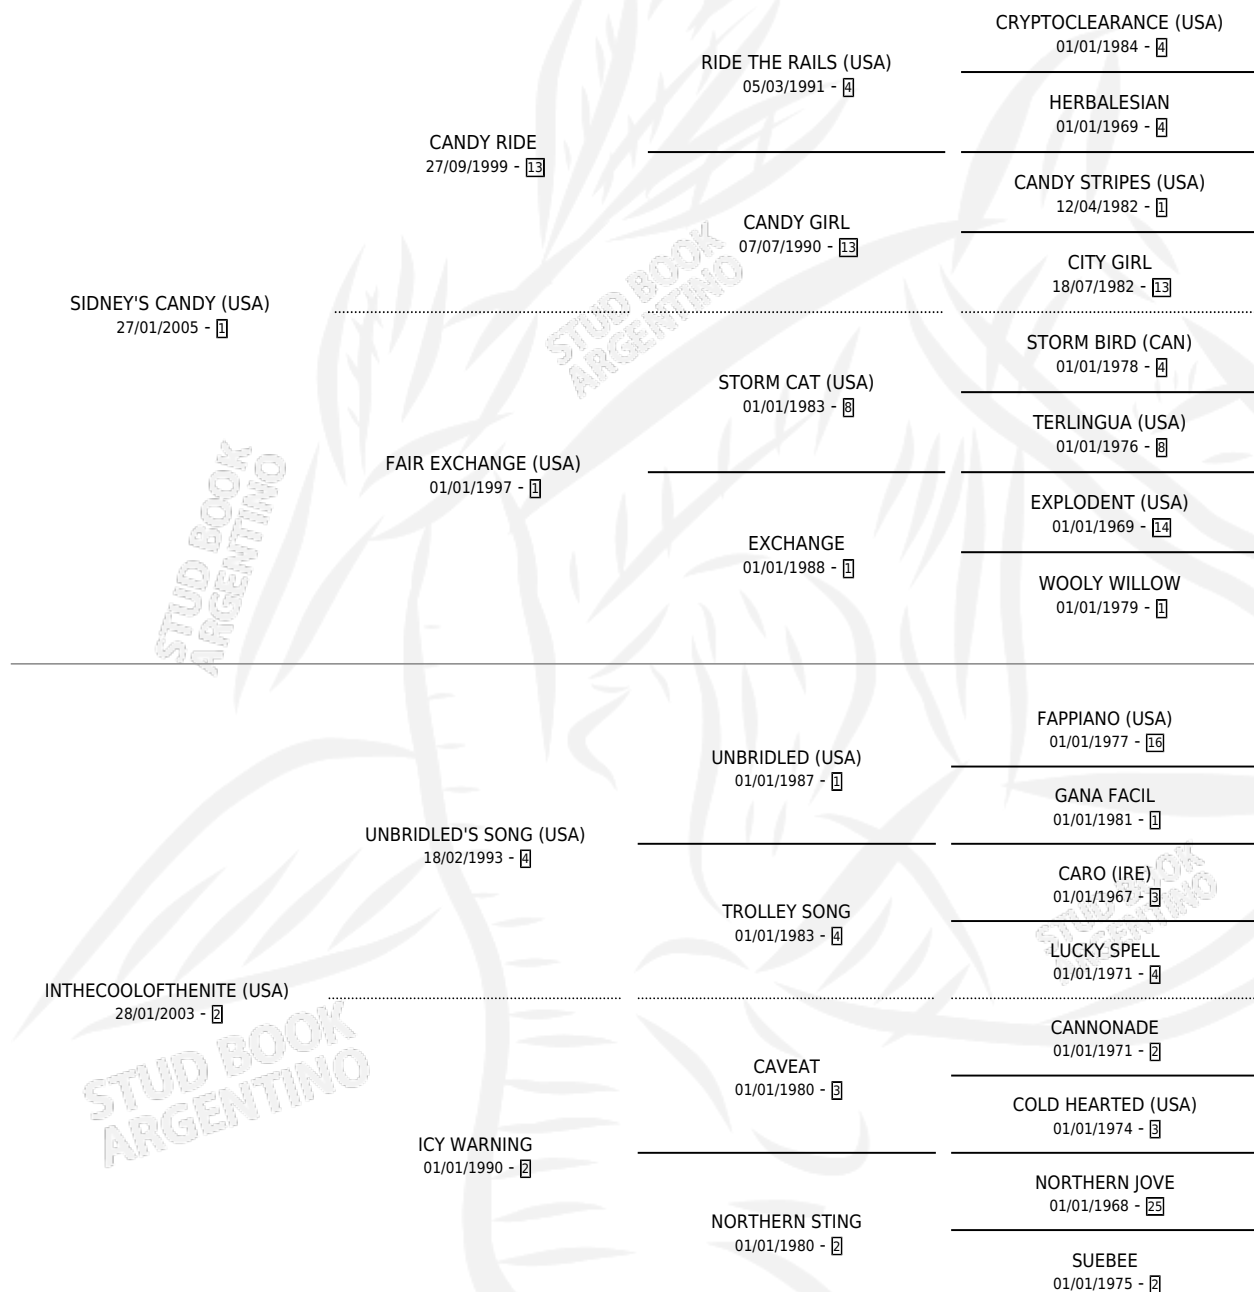 CRYPTOCLEARANCE (USA)
01/01/1984 - 4
RIDE THE RAILS (USA)
05/03/1991 - 4
HERBALESIAN
01/01/1969 - 4
CANDY RIDE
27/09/1999 - 13
CANDY STRIPES (USA)
12/04/1982 - 1
CANDY GIRL
07/07/1990 - 13
CITY GIRL
18/07/1982 - 13
SIDNEY'S CANDY (USA)
27/01/2005 - 1
STORM BIRD (CAN)
01/01/1978 - 4
STORM CAT (USA)
01/01/1983 - 8
TERLINGUA (USA)
01/01/1976 - 8
FAIR EXCHANGE (USA)
01/01/1997 - 1
EXPLODENT (USA)
01/01/1969 - 14
EXCHANGE
01/01/1988 - 1
WOOLY WILLOW
01/01/1979 - 1
FAPPIANO (USA)
01/01/1977 - 16
UNBRIDLED (USA)
01/01/1987 - 1
GANA FACIL
01/01/1981 - 1
UNBRIDLED'S SONG (USA)
18/02/1993 - 4
CARO (IRE)
01/01/1967 - 3
TROLLEY SONG
01/01/1983 - 4
LUCKY SPELL
01/01/1971 - 4
INTHECOOLOFTHENITE (USA)
28/01/2003 - 2
CANNONADE
01/01/1971 - 2
CAVEAT
01/01/1980 - 3
COLD HEARTED (USA)
01/01/1974 - 3
ICY WARNING
01/01/1990 - 2
NORTHERN JOVE
01/01/1968 - 25
NORTHERN STING
01/01/1980 - 2
SUEBEE
01/01/1975 - 2
STUD BOOK
ARGENTINO
STUD BOOK
ARGENTINO
STUD BOOK
ARGENTINO
STUD BOOK
ARGENTINO